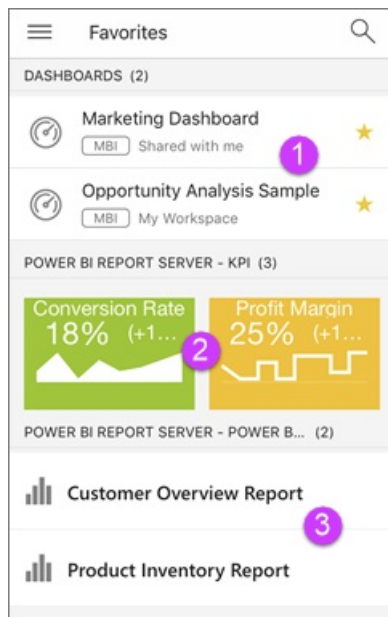 Favorites
DASHBOARDS (2)
Marketing Dashboard
MBI Shared with me
1
Opportunity Analysis Sample
MBI My Workspace
POWER BI REPORT SERVER - KPI (3)
Conversion Rate
18% (+1...
Profit Margin
25% (+1...
2
POWER BI REPORT SERVER - POWER B... (2)
Customer Overview Report
3
Product Inventory Report